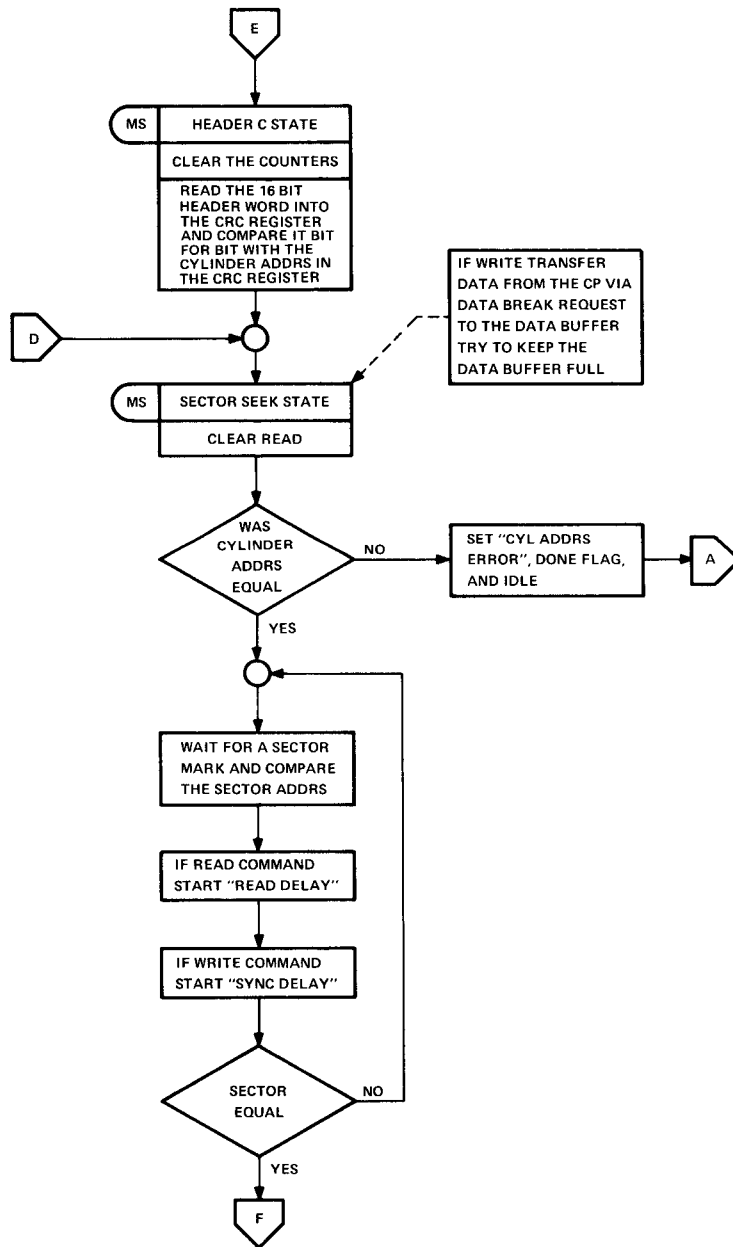 E
MS
HEADER C STATE
CLEAR THE COUNTERS
READ THE 16 BIT
HEADER WORD INTO
THE CRC REGISTER
AND COMPARE IT BIT
FOR BIT WITH THE
CYLINDER ADDRS IN
THE CRC REGISTER
IF WRITE TRANSFER
DATA FROM THE CP VIA
DATA BREAK REQUEST
TO THE DATA BUFFER
TRY TO KEEP THE
DATA BUFFER FULL
D
MS
SECTOR SEEK STATE
CLEAR READ
WAS
CYLINDER
ADDRS
EQUAL
NO
SET "CYL ADDRS
ERROR", DONE FLAG,
AND IDLE
A
YES
WAIT FOR A SECTOR
MARK AND COMPARE
THE SECTOR ADDRS
IF READ COMMAND
START "READ DELAY"
IF WRITE COMMAND
START "SYNC DELAY"
SECTOR
EQUAL
NO
YES
F